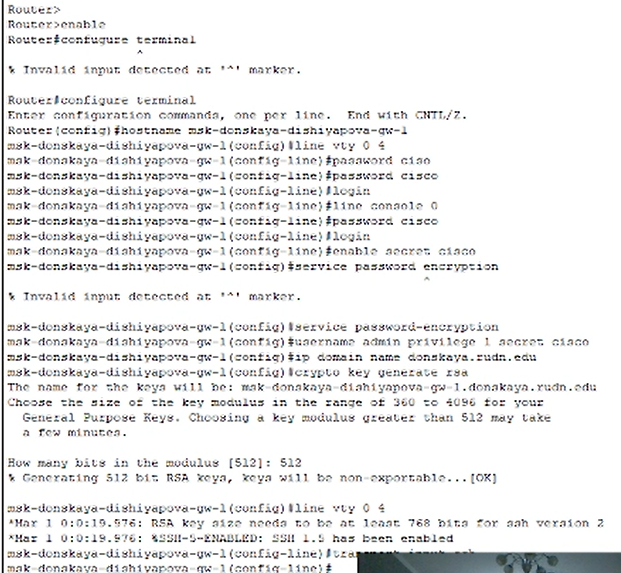 Router>
Router>enable
Router#confugure terminal
^
% Invalid input detected at '^' marker.
Router#configure terminal
Enter configuration commands, one per line. End with CNTL/Z.
Router(config)#hostname msk-donskaya-dishiyapova-gw-1
msk-donskaya-dishiyapova-gw-1(config)#line vty 0 4
msk-donskaya-dishiyapova-gw-1(config-line)#password ciso
msk-donskaya-dishiyapova-gw-1(config-line)#password cisco
msk-donskaya-dishiyapova-gw-1(config-line)#login
msk-donskaya-dishiyapova-gw-1(config-line)#line console 0
msk-donskaya-dishiyapova-gw-1(config-line)#password cisco
msk-donskaya-dishiyapova-gw-1(config-line)#login
msk-donskaya-dishiyapova-gw-1(config-line)#enable secret cisco
msk-donskaya-dishiyapova-gw-1(config)#service password encryption
^
% Invalid input detected at '^' marker.
msk-donskaya-dishiyapova-gw-1(config)#service password-encryption
msk-donskaya-dishiyapova-gw-1(config)#username admin privilege 1 secret cisco
msk-donskaya-dishiyapova-gw-1(config)#ip domain name donskaya.rudn.edu
msk-donskaya-dishiyapova-gw-1(config)#crypto key generate rsa
The name for the keys will be: msk-donskaya-dishiyapova-gw-1.donskaya.rudn.edu
Choose the size of the key modulus in the range of 360 to 4096 for your
General Purpose Keys. Choosing a key modulus greater than 512 may take
a few minutes.
How many bits in the modulus [512]: 512
% Generating 512 bit RSA keys, keys will be non-exportable...[OK]
msk-donskaya-dishiyapova-gw-1(config)#line vty 0 4
*Mar 1 0:0:19.976: RSA key size needs to be at least 768 bits for ssh version 2
*Mar 1 0:0:19.976: %SSH-5-ENABLED: SSH 1.5 has been enabled
msk-donskaya-dishiyapova-gw-1(config-line)#transport input ssh
msk-donskaya-dishiyapova-gw-1(config-line)#